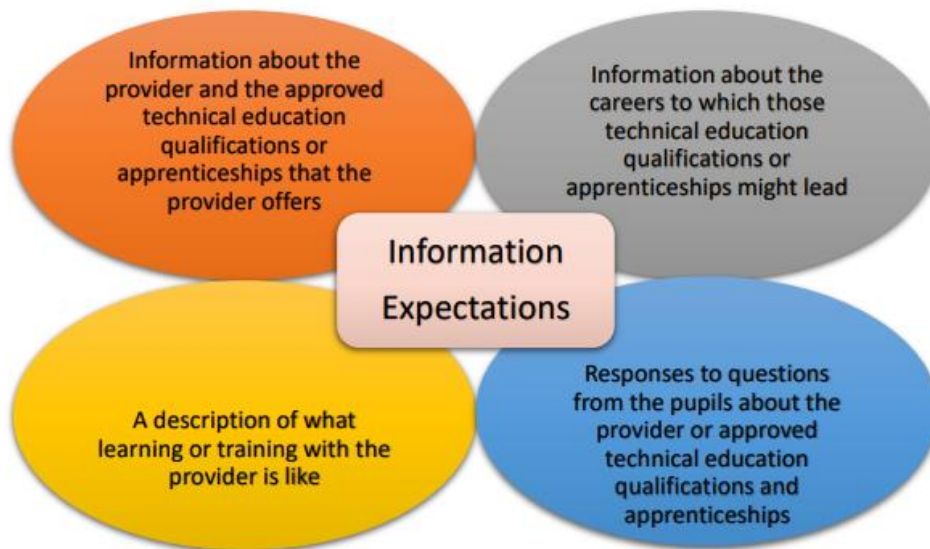 Information about the
provider and the approved
technical education
qualifications or
apprenticeships that the
provider offers
Information about the
careers to which those
technical education
qualifications or
apprenticeships might lead
Information
Expectations
A description of what
learning or training with the
provider is like
Responses to questions
from the pupils about the
provider or approved
technical education
qualifications and
apprenticeships